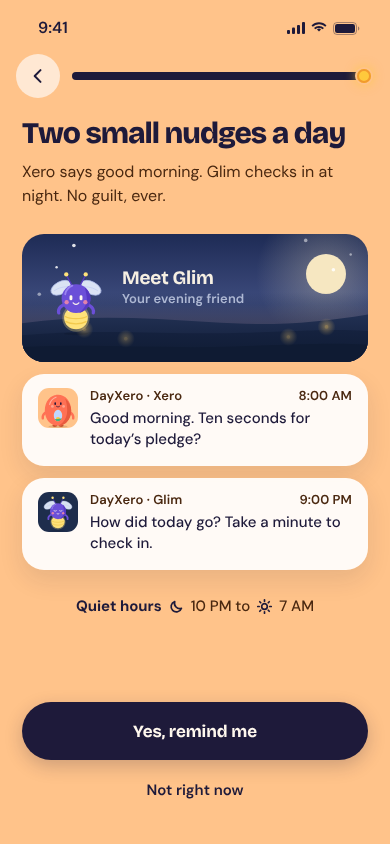 9:41
Two small nudges a day
Xero says good morning. Glim checks in at
night. No guilt, ever.
Meet Glim
Your evening friend
DayXero · Xero 8:00 AM
Good morning. Ten seconds for
today’s pledge?
DayXero · Glim 9:00 PM
How did today go? Take a minute to
check in.
Quiet hours 10 PM to 7 AM
Yes, remind me
Not right now